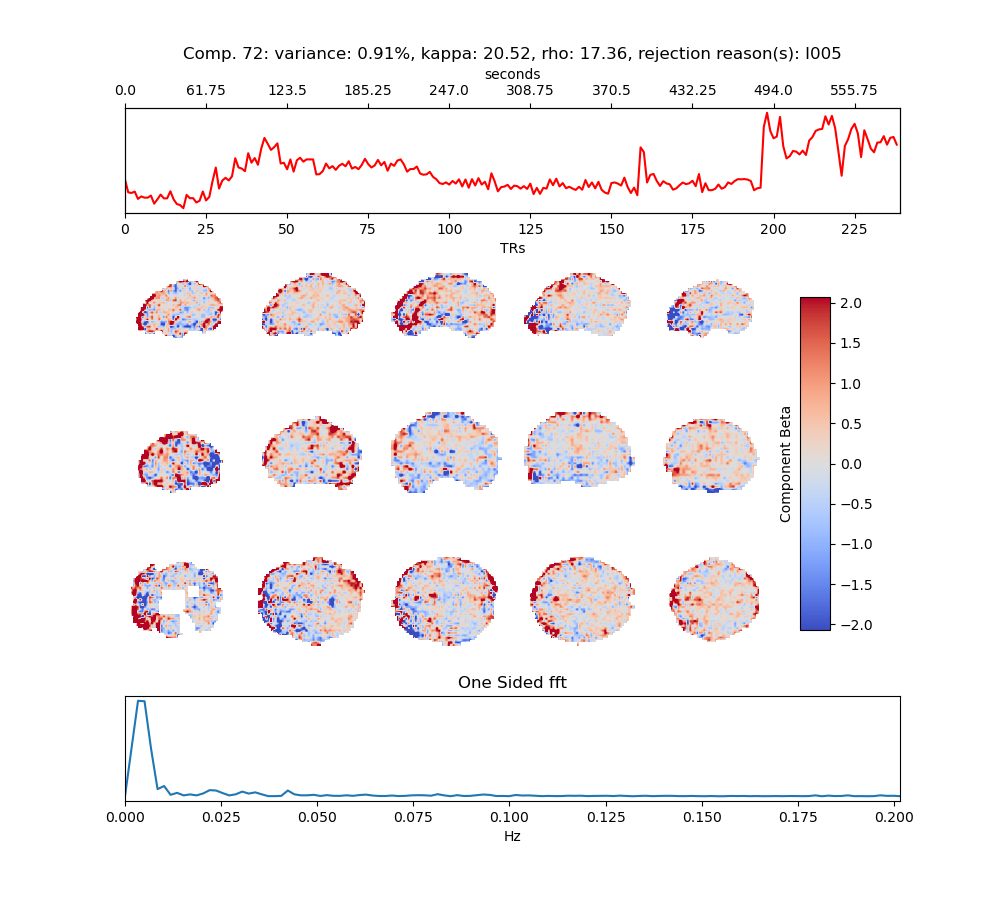 Comp. 72: variance: 0.91%, kappa: 20.52, rho: 17.36, rejection reason(s): I005
seconds
0.0 61.75 123.5 185.25 247.0 308.75 370.5 432.25 494.0 555.75
0 25 50 75 100 125 150 175 200 225
TRs
2.0
1.5
1.0
0.5
0.0
−0.5
−1.0
−1.5
−2.0
Component Beta
One Sided fft
0.000 0.025 0.050 0.075 0.100 0.125 0.150 0.175 0.200
Hz